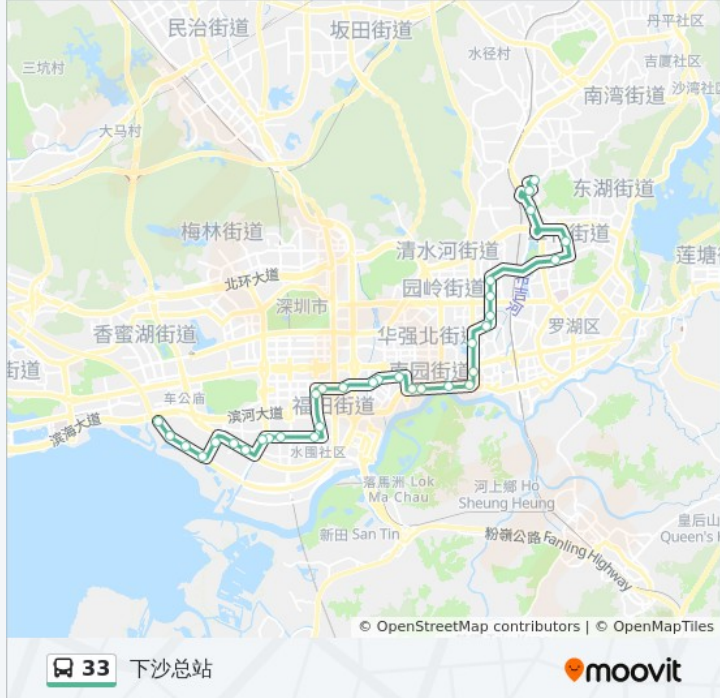 民治街道
坂田街道
丹平社区
水径村
吉厦社区
三坑村
南湾街道
沙湾社区
大马村
东湖街道
梅林街道
街道
清水河街道
莲塘
北环大道
园岭街道
深圳市
罗湖区
香蜜湖街道
华强北街道
街道
南园街道
车公庙
福田街道
滨河大道
滨海大道
水围社区
落馬洲 Lok
Ma Chau
河上鄉 Ho
Sheung Heung
新田 San Tin
粉嶺公路 Fanling Highway
皇后山
Queen's H
© OpenStreetMap contributors | © OpenMapTiles
33 下沙总站
moovit